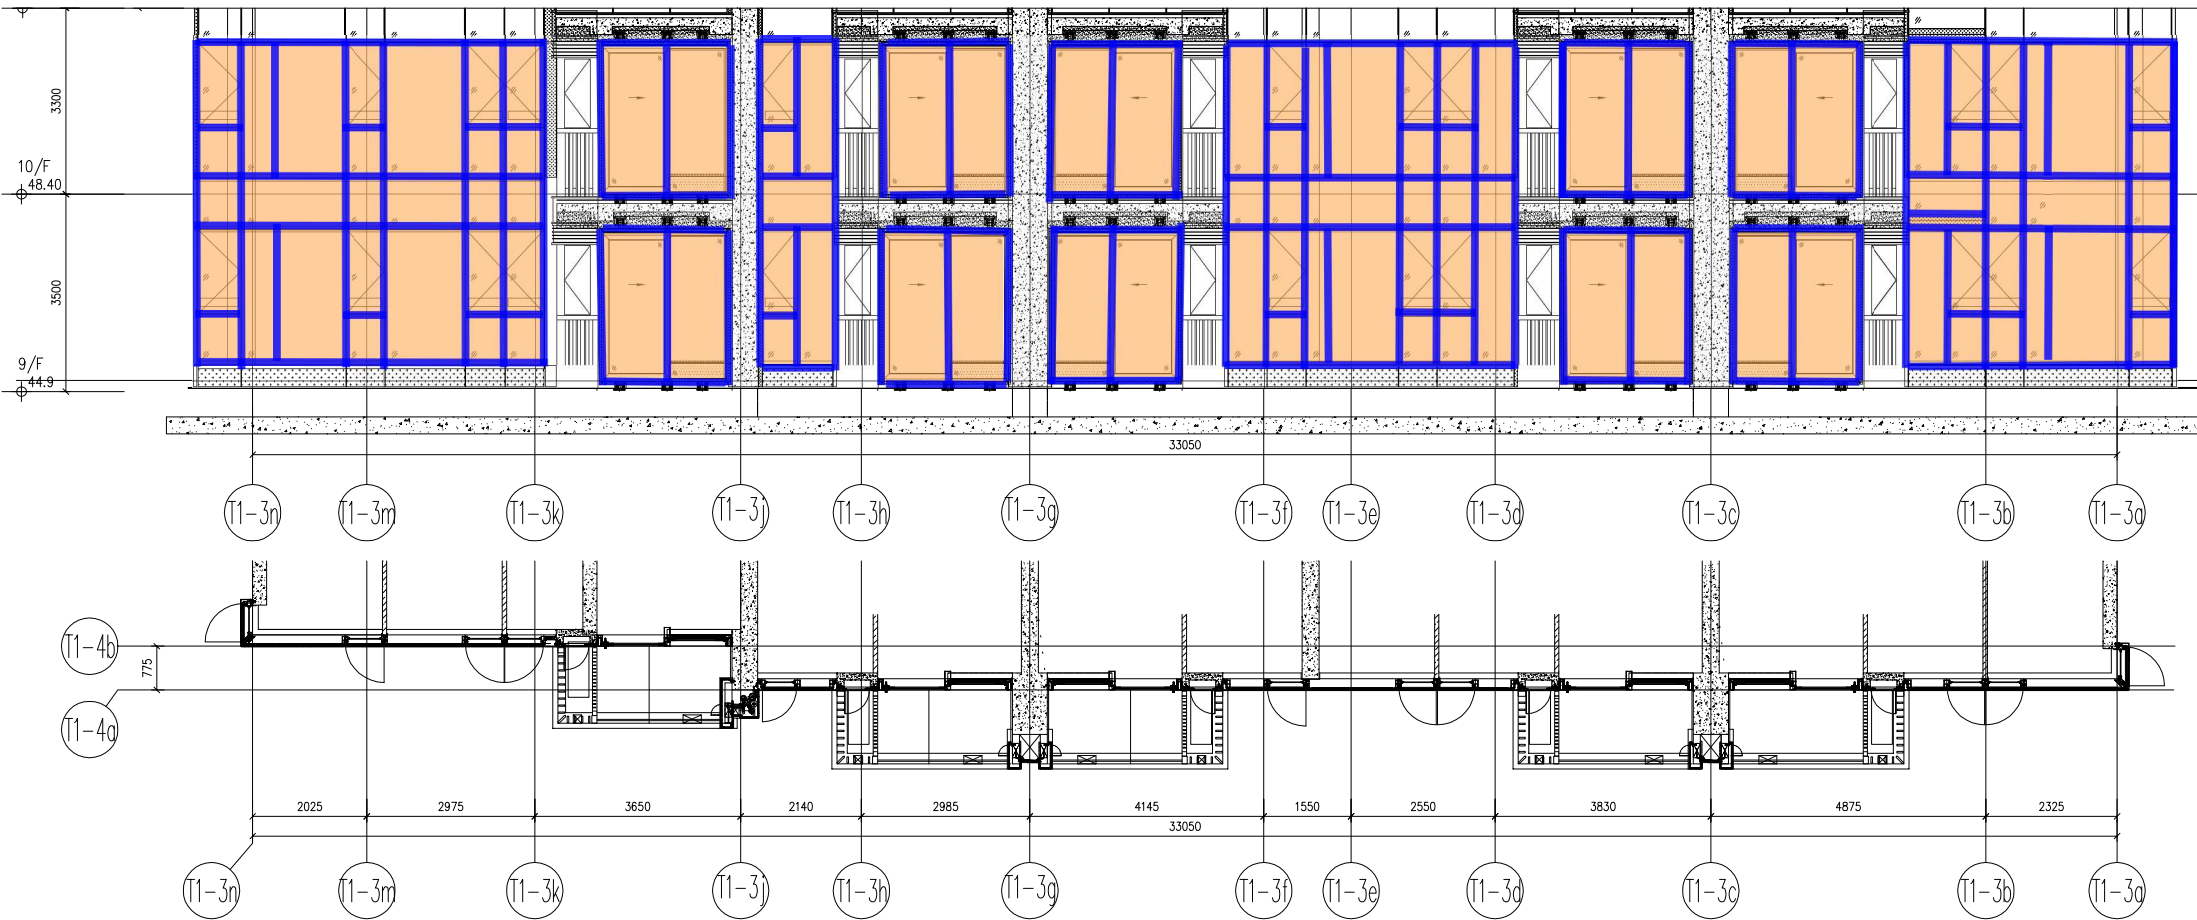 3300
10/F
48.40
3500
9/F
44.9
33050
T1-3n T1-3m T1-3k T1-3j T1-3h T1-3g T1-3f T1-3e T1-3d T1-3c T1-3b T1-3a
T1-4b
775
T1-4a
2025 2975 3650 2140 2985 4145 1550 2550 3830 4875 2325
33050
T1-3n T1-3m T1-3k T1-3j T1-3h T1-3g T1-3f T1-3e T1-3d T1-3c T1-3b T1-3a